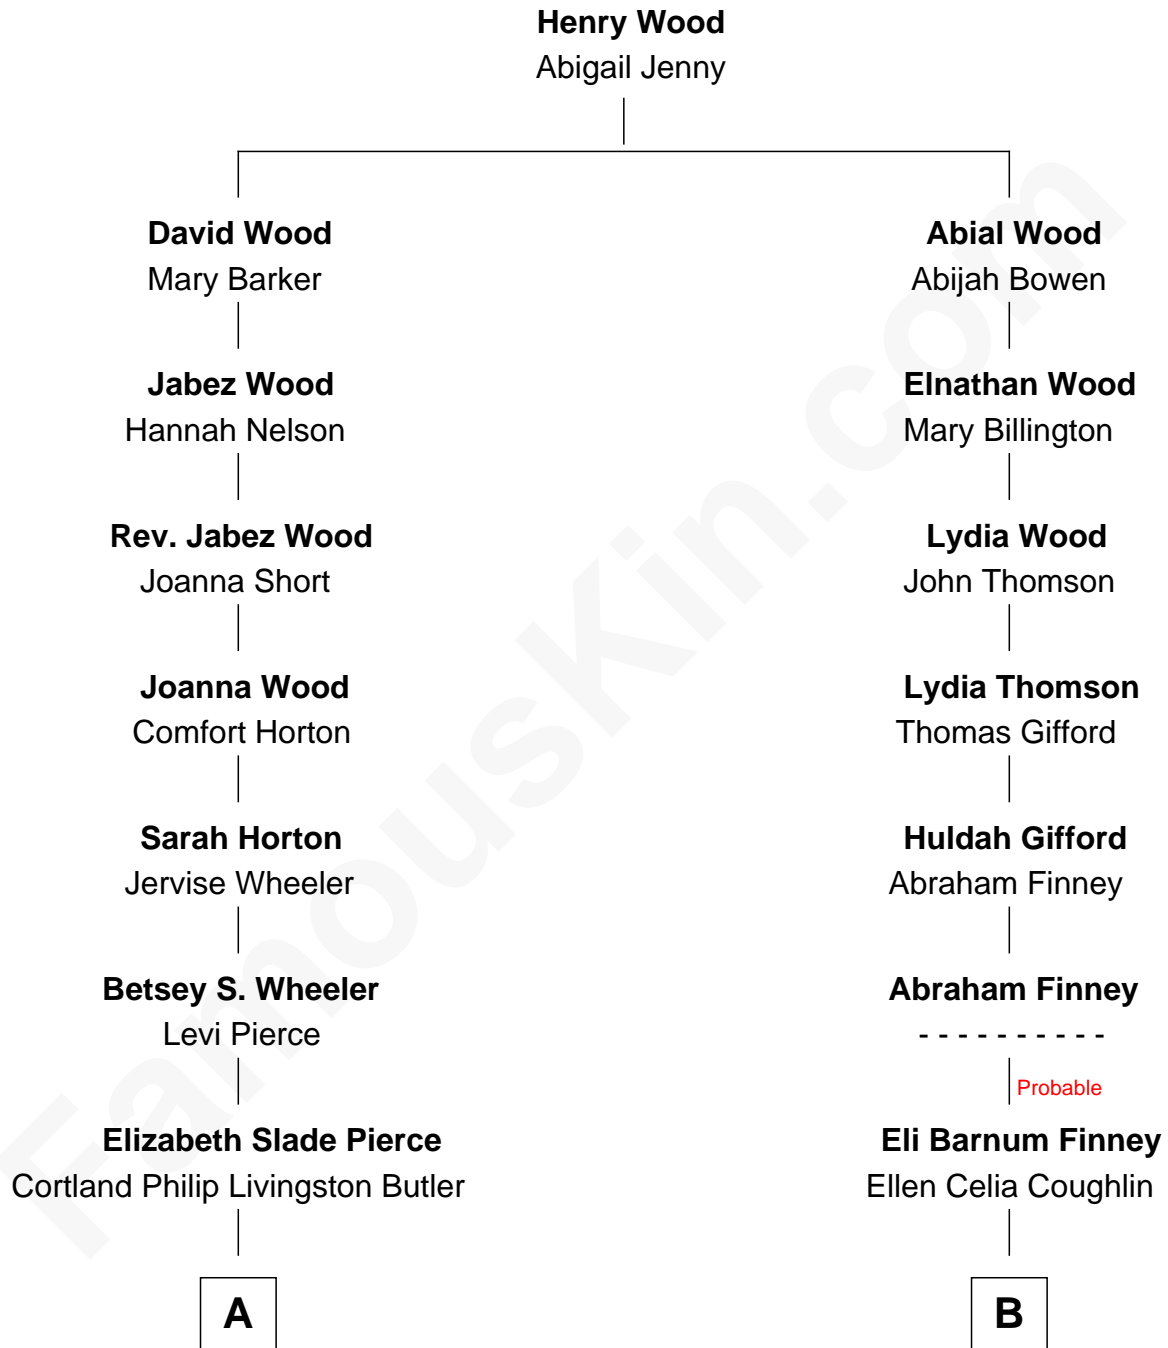 Henry Wood
Abigail Jenny
David Wood
Mary Barker
Abial Wood
Abijah Bowen
Jabez Wood
Hannah Nelson
Elnathan Wood
Mary Billington
Rev. Jabez Wood
Joanna Short
Lydia Wood
John Thomson
Joanna Wood
Comfort Horton
Lydia Thomson
Thomas Gifford
Sarah Horton
Jervise Wheeler
Huldah Gifford
Abraham Finney
Betsey S. Wheeler
Levi Pierce
Abraham Finney
- - - - - - - - - -
Probable
Elizabeth Slade Pierce
Cortland Philip Livingston Butler
Eli Barnum Finney
Ellen Celia Coughlin
A
B
FamousKin.com